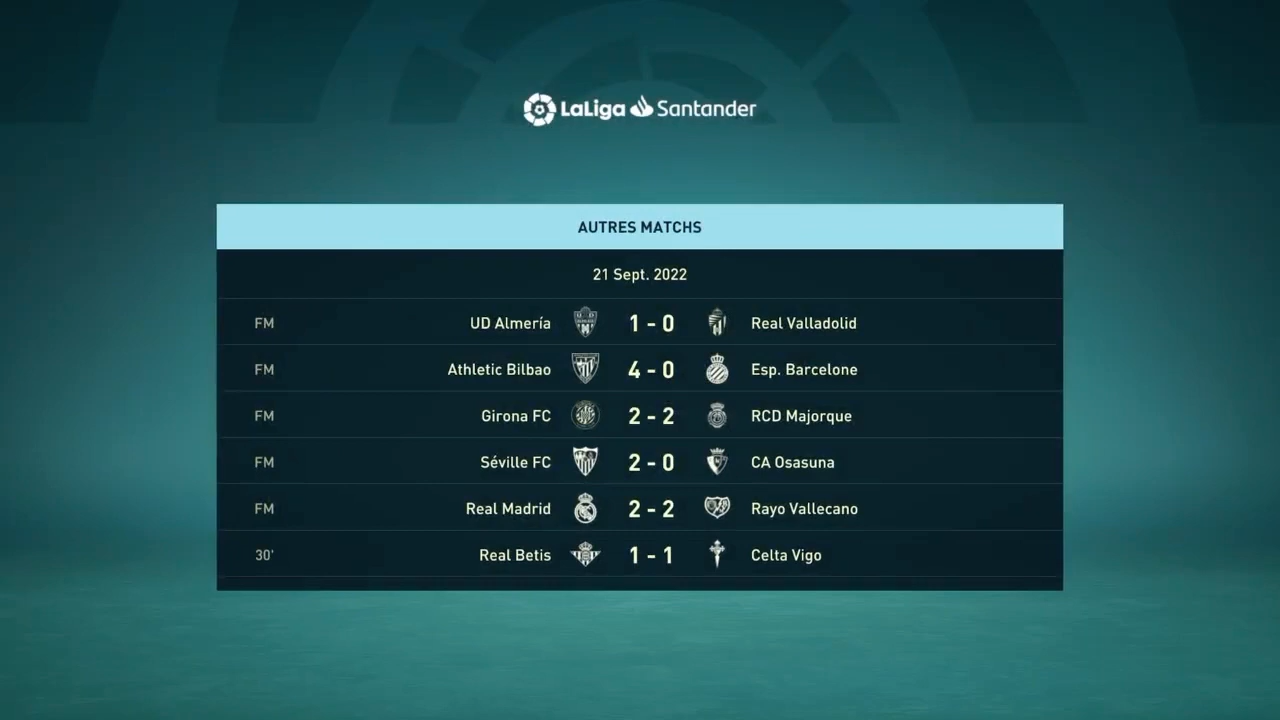 LaLiga Santander
AUTRES MATCHS
21 Sept. 2022
FM UD Almería 1 - 0 Real Valladolid
FM Athletic Bilbao 4 - 0 Esp. Barcelone
FM Girona FC 2 - 2 RCD Majorque
FM Séville FC 2 - 0 CA Osasuna
FM Real Madrid 2 - 2 Rayo Vallecano
30' Real Betis 1 - 1 Celta Vigo